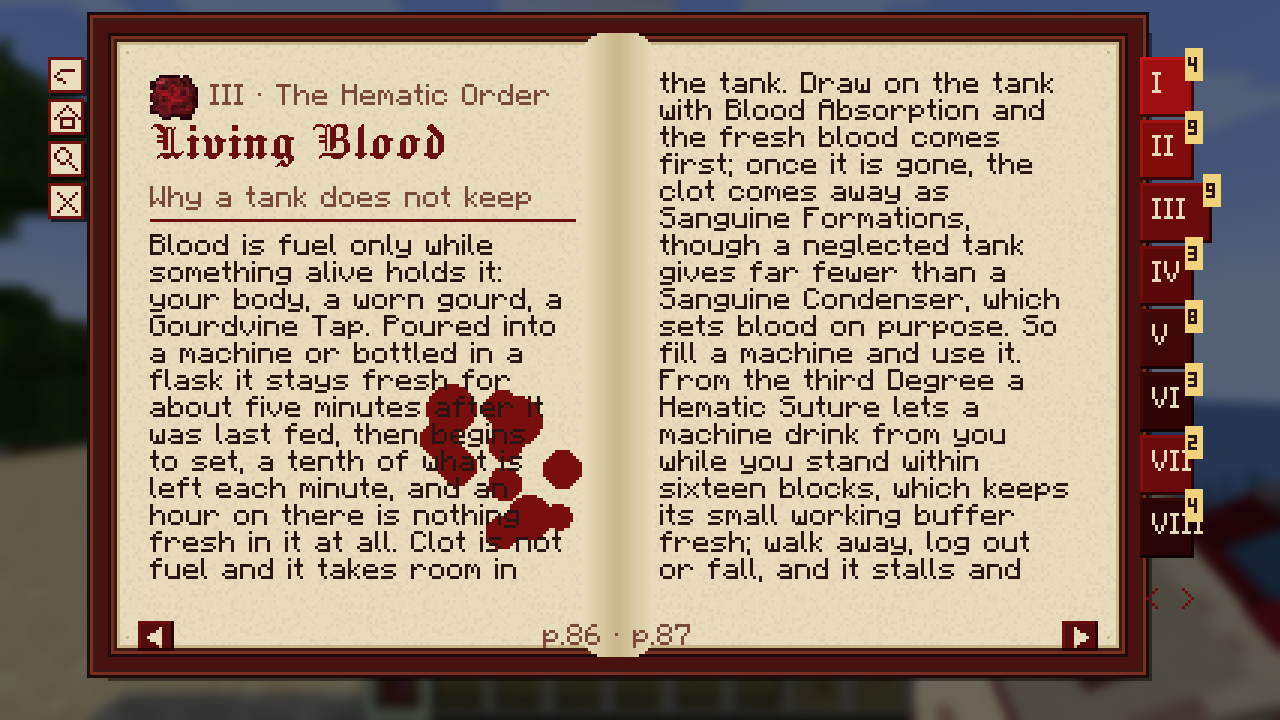 III · The Hematic Order
Living Blood
Why a tank does not keep
Blood is fuel only while
something alive holds it:
your body, a worn gourd, a
Gourdvine Tap. Poured into
a machine or bottled in a
flask it stays fresh for
about five minutes after it
was last fed, then begins
to set, a tenth of what is
left each minute, and an
hour on there is nothing
fresh in it at all. Clot is not
fuel and it takes room in
the tank. Draw on the tank
with Blood Absorption and
the fresh blood comes
first; once it is gone, the
clot comes away as
Sanguine Formations,
though a neglected tank
gives far fewer than a
Sanguine Condenser, which
sets blood on purpose. So
fill a machine and use it.
From the third Degree a
Hematic Suture lets a
machine drink from you
while you stand within
sixteen blocks, which keeps
its small working buffer
fresh; walk away, log out
or fall, and it stalls and
p.86 · p.87
I 4
II 9
III 9
IV 3
V 8
VI 3
VII 2
VIII 4